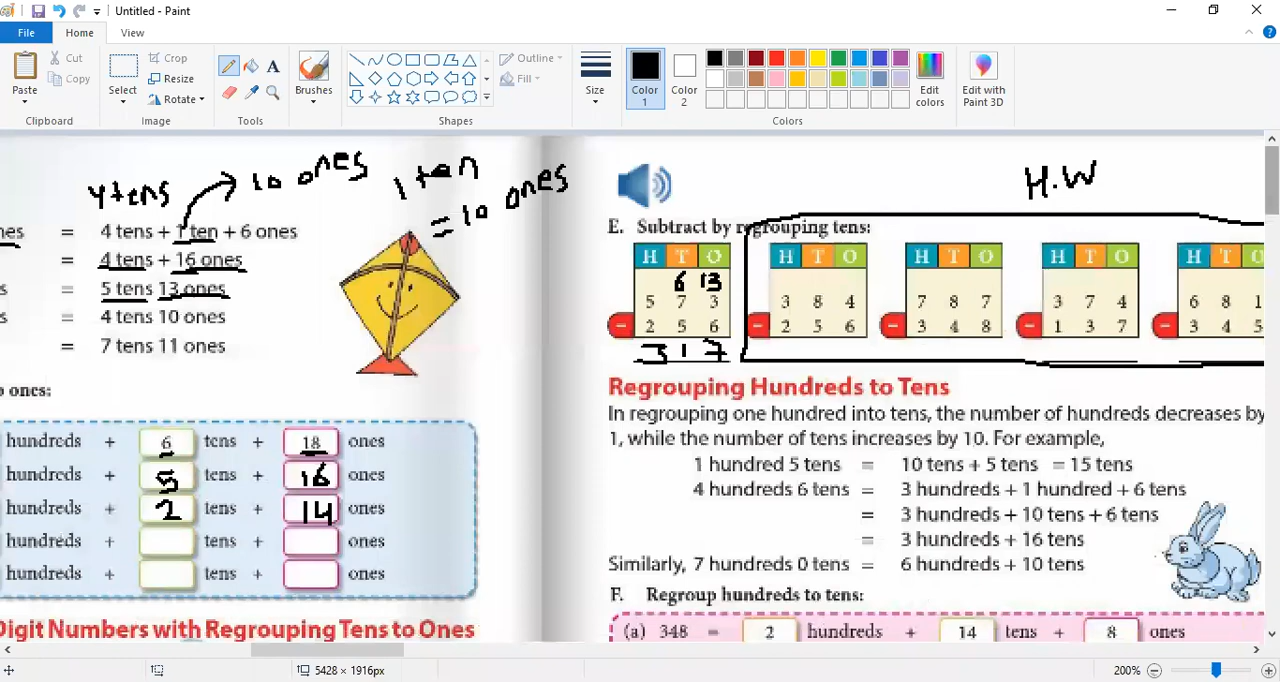 Untitled - Paint
File Home View
Paste
Cut
Copy
Clipboard
Select
Crop
Resize
Rotate
Image
Tools
Brushes
Shapes
Outline
Fill
Size
Color 1
Color 2
Edit colors
Edit with Paint 3D
Colors
4 tens 10 ones 1 ten
= 10 ones
= 4 tens + 1 ten + 6 ones
= 4 tens + 16 ones
= 5 tens 13 ones
= 4 tens 10 ones
= 7 tens 11 ones
o ones:
hundreds + 6 tens + 18 ones
hundreds + 5 tens + 16 ones
hundreds + 2 tens + 14 ones
hundreds + tens + ones
hundreds + tens + ones
Digit Numbers with Regrouping Tens to Ones
H.W
E. Subtract by regrouping tens:
H T O H T O H T O H T O H T O
6 13
5 7 3 3 8 4 7 8 7 3 7 4 6 8 1
- 2 5 6 - 2 5 6 - 3 4 8 - 1 3 7 - 3 4 5
3 1 7
Regrouping Hundreds to Tens
In regrouping one hundred into tens, the number of hundreds decreases by
1, while the number of tens increases by 10. For example,
1 hundred 5 tens = 10 tens + 5 tens = 15 tens
4 hundreds 6 tens = 3 hundreds + 1 hundred + 6 tens
= 3 hundreds + 10 tens + 6 tens
= 3 hundreds + 16 tens
Similarly, 7 hundreds 0 tens = 6 hundreds + 10 tens
F. Regroup hundreds to tens:
(a) 348 = 2 hundreds + 14 tens + 8 ones
5428 × 1916px
200%